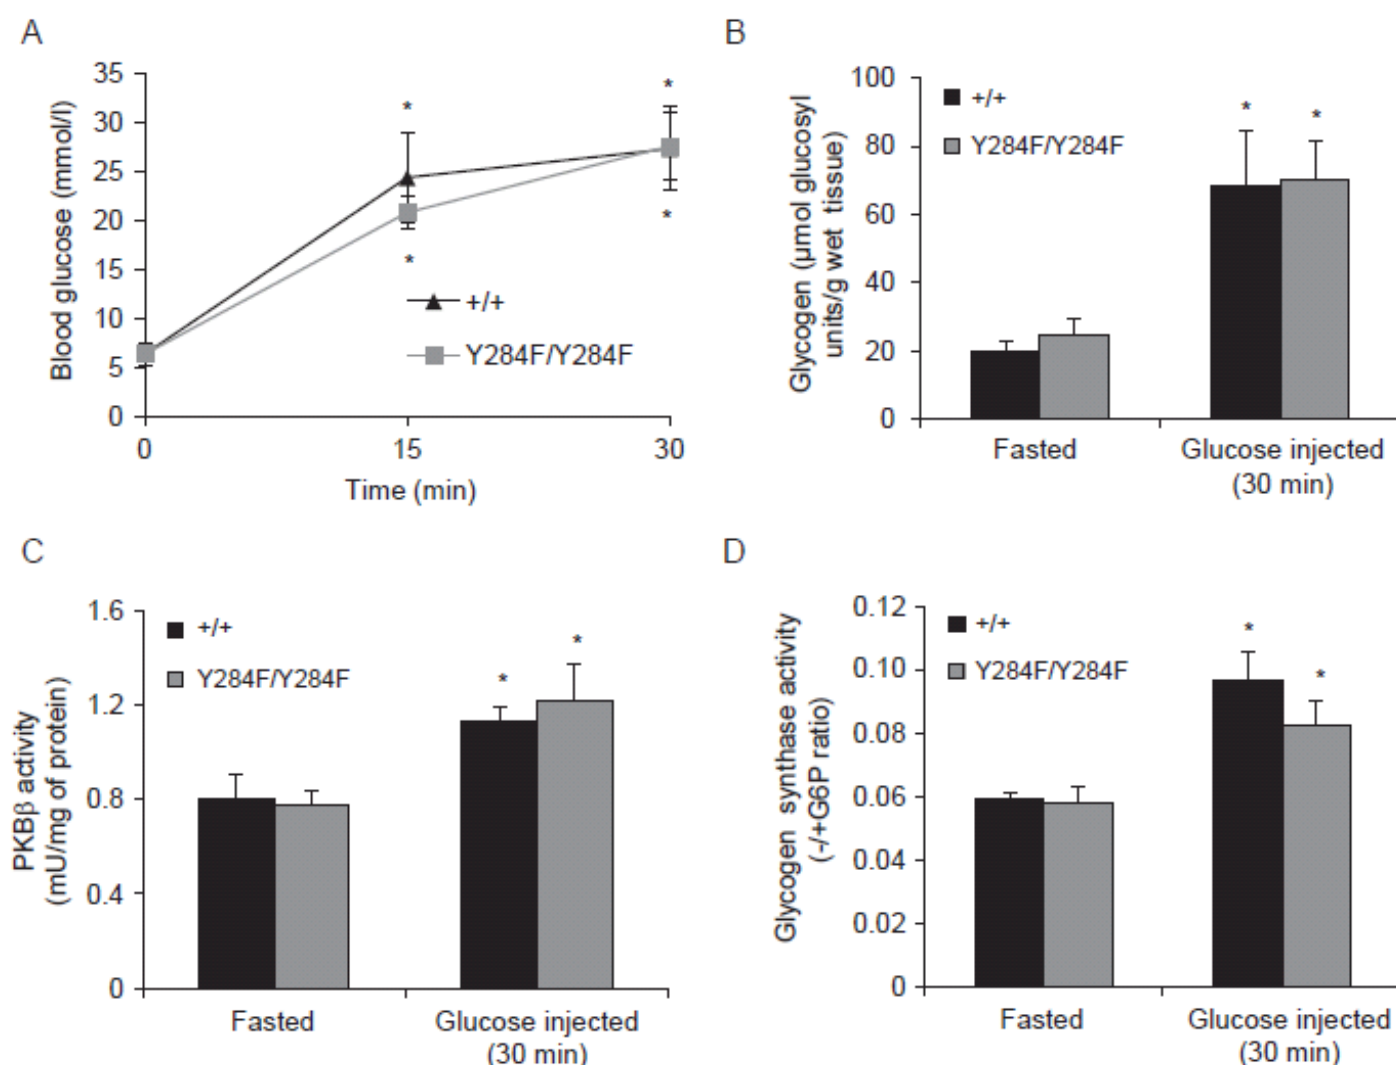 A
Blood glucose (mmol/l)
35
30
25
20
15
10
5
0
*
*
*
*
+/+
Y284F/Y284F
0
15
30
Time (min)
B
Glycogen (µmol glucosyl
units/g wet tissue)
100
80
60
40
20
0
+/+
Y284F/Y284F
*
*
Fasted
Glucose injected
(30 min)
C
PKBβ activity
(mU/mg of protein)
1.6
1.2
0.8
0.4
0
+/+
Y284F/Y284F
*
*
Fasted
Glucose injected
(30 min)
D
Glycogen synthase activity
(-/+G6P ratio)
0.12
0.10
0.08
0.06
0.04
0.02
0
+/+
Y284F/Y284F
*
*
Fasted
Glucose injected
(30 min)